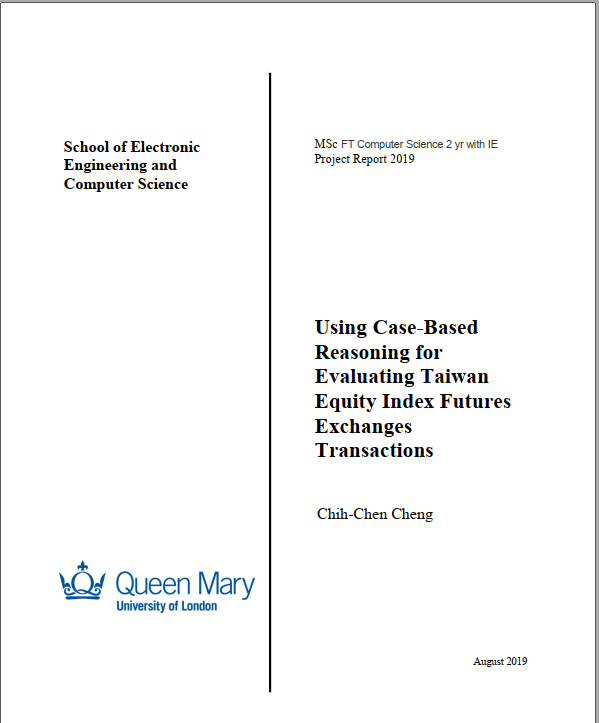 School of Electronic
Engineering and
Computer Science
MSc FT Computer Science 2 yr with IE
Project Report 2019
Using Case-Based
Reasoning for
Evaluating Taiwan
Equity Index Futures
Exchanges
Transactions
Chih-Chen Cheng
Queen Mary
University of London
August 2019